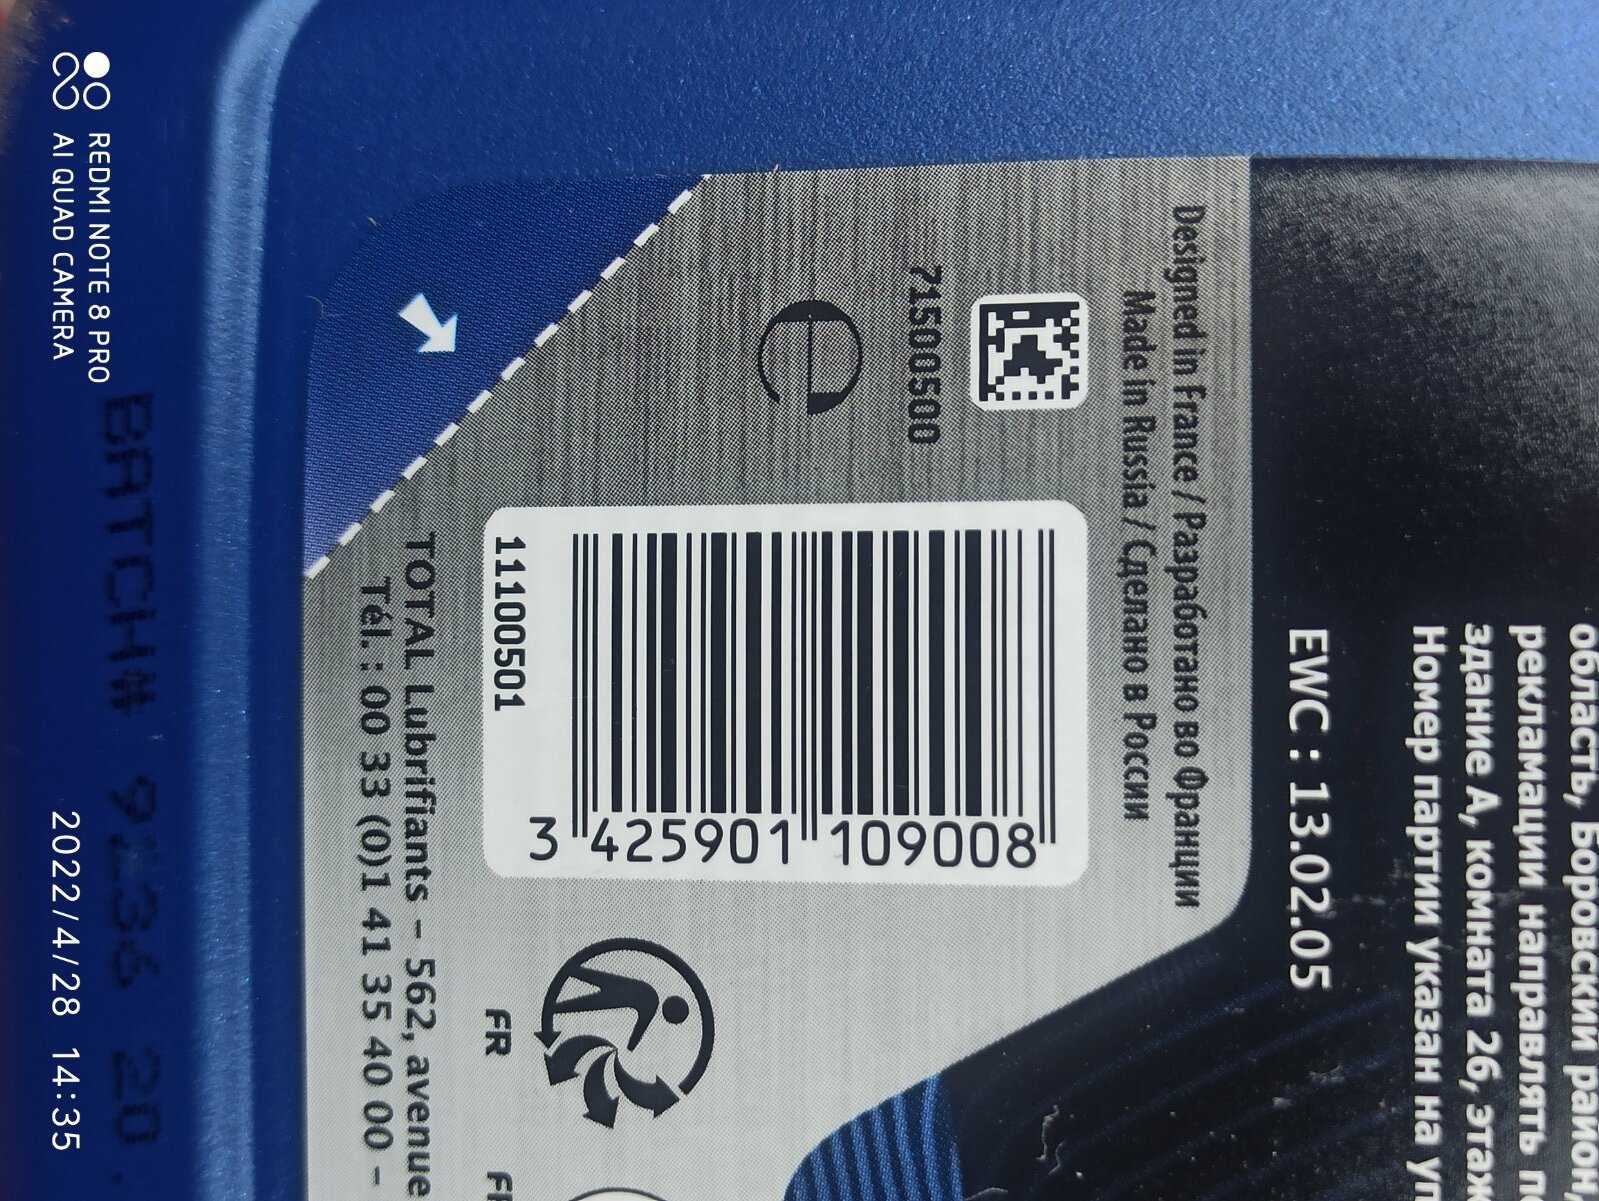 область, Боровский район,
рекламации направлять п
здание А, комната 26, этаж
Номер партии указан на уп
EWC : 13.02.05
Designed in France / Разработано во Франции
Made in Russia / Сделано в России
71500500
e
3 425901 109008
11100501
FR
TOTAL Lubrifiants – 562, avenue
Tél. : 00 33 (0)1 41 35 40 00 –
BATCH# 9236 20
REDMI NOTE 8 PRO
AI QUAD CAMERA
2022/4/28 14:35